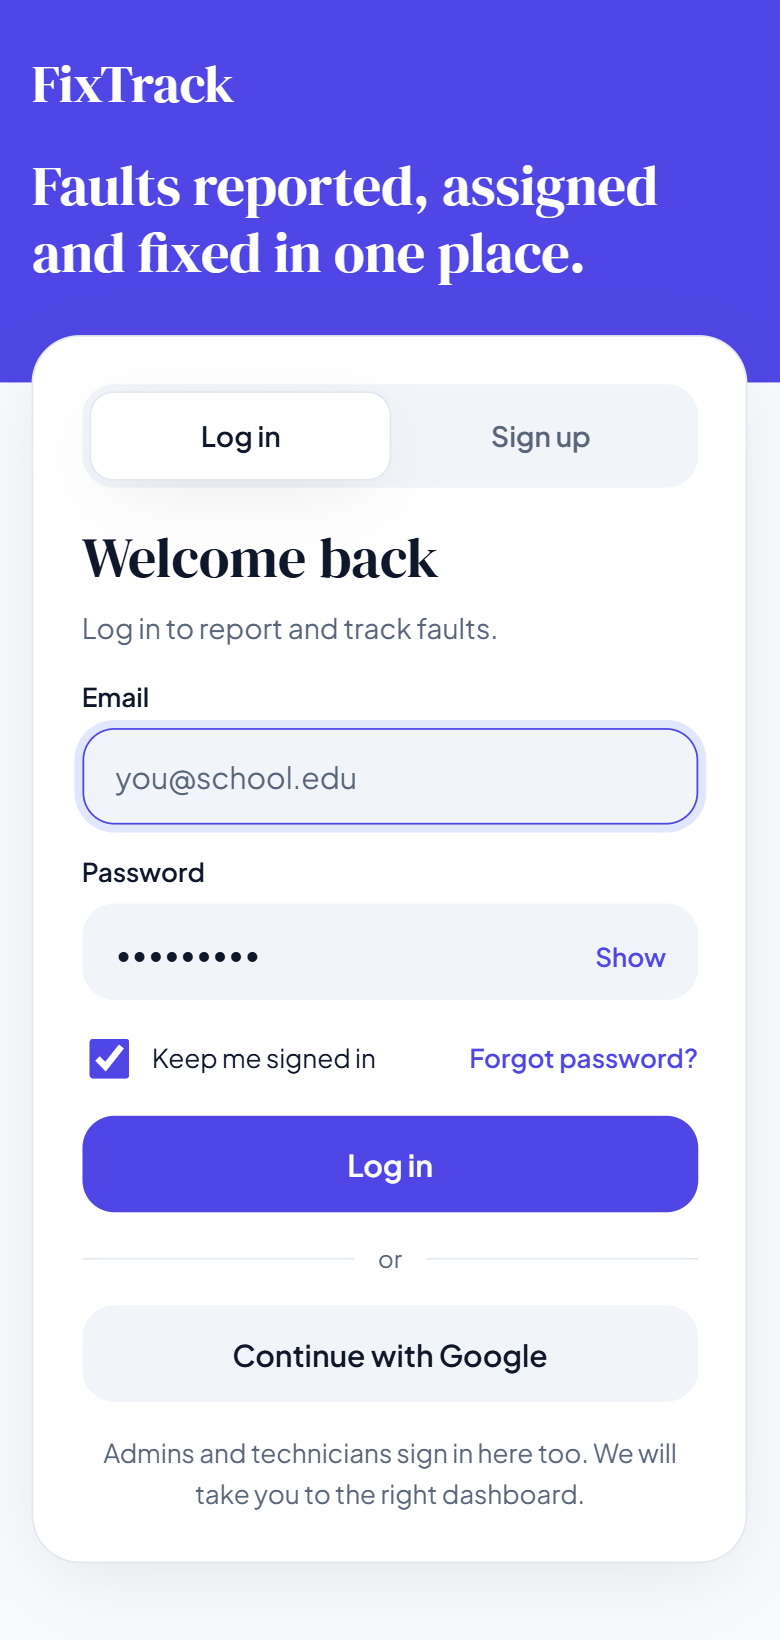 FixTrack
Faults reported, assigned
and fixed in one place.
Log in
Sign up
Welcome back
Log in to report and track faults.
Email
you@school.edu
Password
•••••••••
Show
Keep me signed in
Forgot password?
Log in
or
Continue with Google
Admins and technicians sign in here too. We will
take you to the right dashboard.